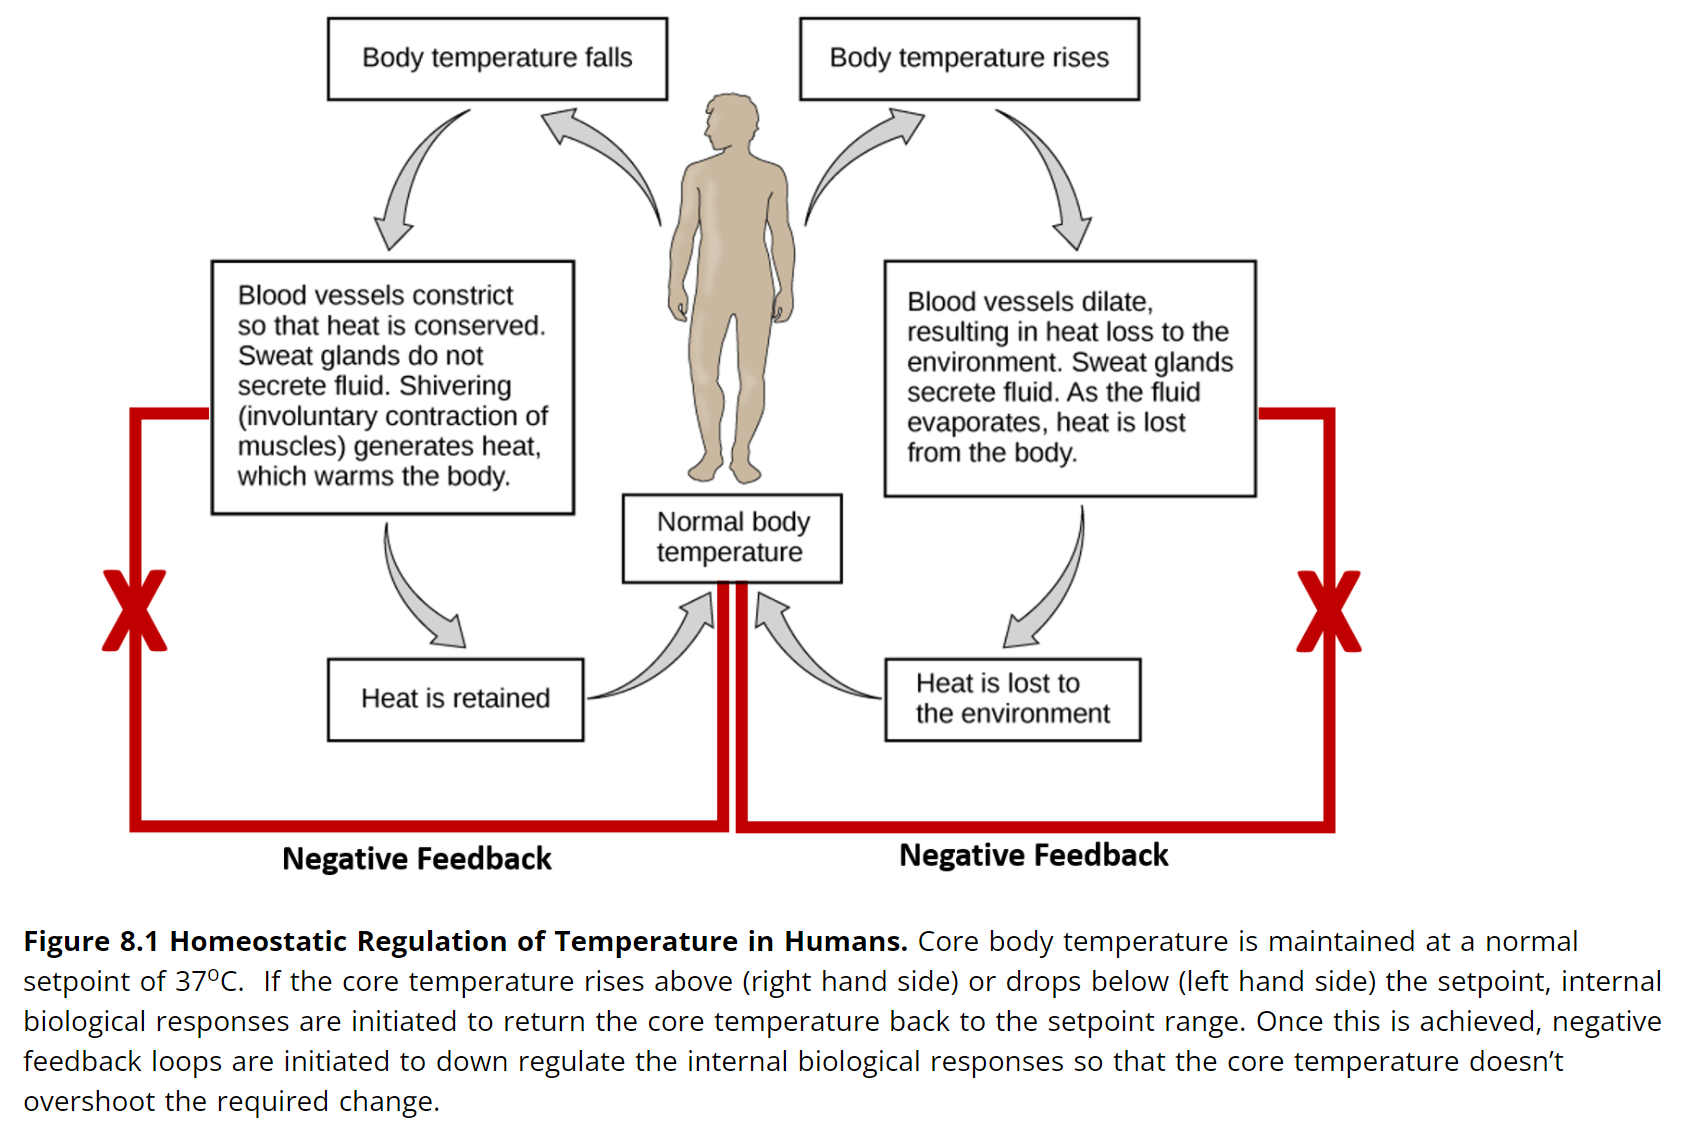 Body temperature falls
Body temperature rises
Blood vessels constrict
so that heat is conserved.
Sweat glands do not
secrete fluid. Shivering
(involuntary contraction of
muscles) generates heat,
which warms the body.
Blood vessels dilate,
resulting in heat loss to the
environment. Sweat glands
secrete fluid. As the fluid
evaporates, heat is lost
from the body.
Normal body
temperature
X
X
Heat is retained
Heat is lost to
the environment
Negative Feedback
Negative Feedback
Figure 8.1 Homeostatic Regulation of Temperature in Humans. Core body temperature is maintained at a normal
setpoint of 37⁰C. If the core temperature rises above (right hand side) or drops below (left hand side) the setpoint, internal
biological responses are initiated to return the core temperature back to the setpoint range. Once this is achieved, negative
feedback loops are initiated to down regulate the internal biological responses so that the core temperature doesn’t
overshoot the required change.